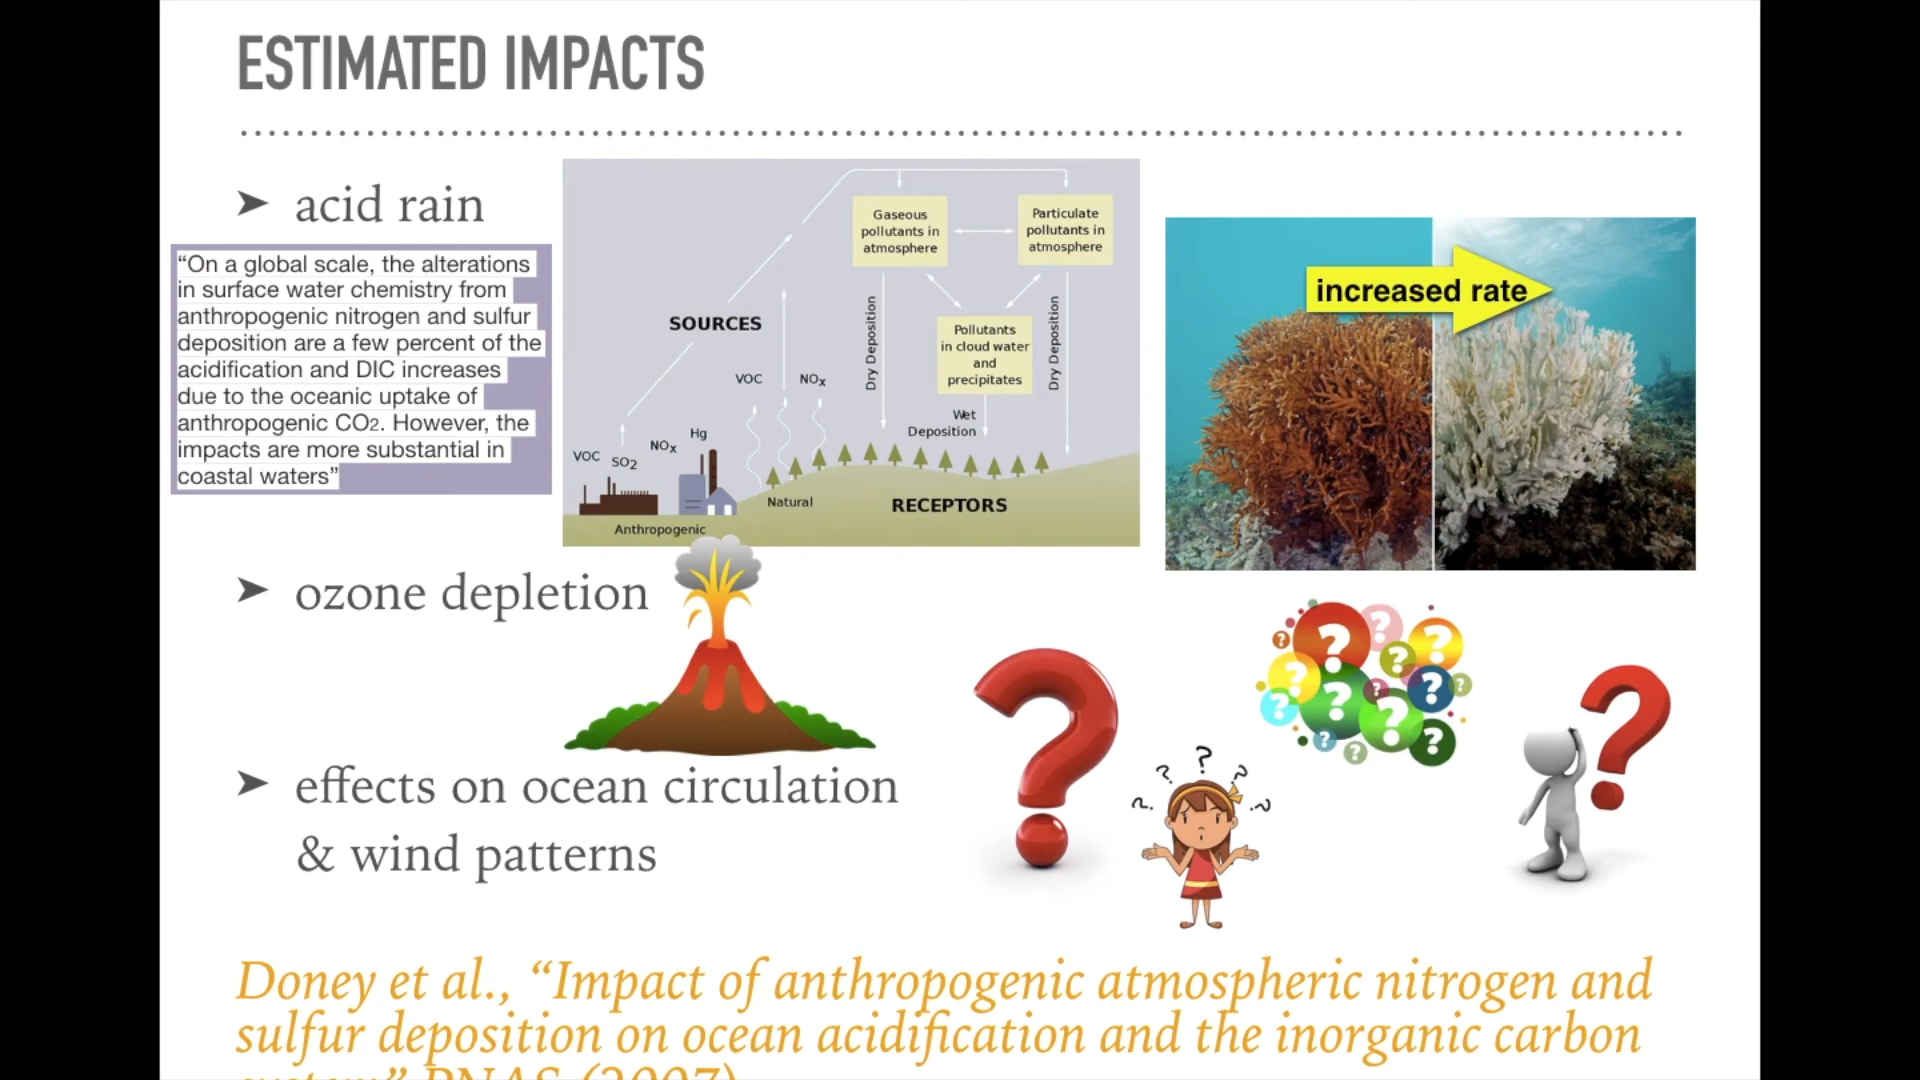 ESTIMATED IMPACTS
➤ acid rain
“On a global scale, the alterations
in surface water chemistry from
anthropogenic nitrogen and sulfur
deposition are a few percent of the
acidification and DIC increases
due to the oceanic uptake of
anthropogenic CO2. However, the
impacts are more substantial in
coastal waters”
Gaseous
pollutants in
atmosphere
Particulate
pollutants in
atmosphere
SOURCES
Dry Deposition
Pollutants
in cloud water
and
precipitates
Dry Deposition
VOC
NOx
Wet
Deposition
VOC
SO2
NOx
Hg
Natural
RECEPTORS
Anthropogenic
increased rate
➤ ozone depletion
➤ effects on ocean circulation
& wind patterns
? ? ? ? ? ? ? ? ? ? ? ? ?
?
?
? ? ? ? ?
Doney et al., “Impact of anthropogenic atmospheric nitrogen and
sulfur deposition on ocean acidification and the inorganic carbon
system” PNAS (2007)